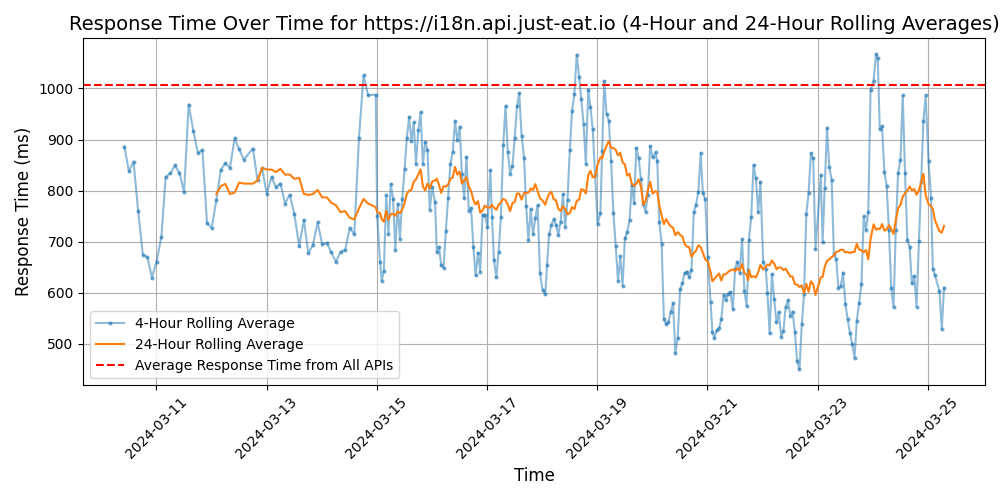 Response Time Over Time for https://i18n.api.just-eat.io (4-Hour and 24-Hour Rolling Averages)
Response Time (ms)
1000
900
800
700
600
500
4-Hour Rolling Average
24-Hour Rolling Average
Average Response Time from All APIs
2024-03-11
2024-03-13
2024-03-15
2024-03-17
2024-03-19
2024-03-21
2024-03-23
2024-03-25
Time